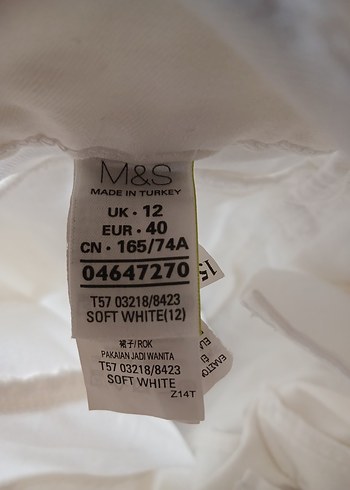 M&S
MADE IN TURKEY
UK • 12
EUR • 40
CN • 165/74A
04647270
T57 03218/8423
SOFT WHITE(12)
裙子/ROK
PAKAIAN JADI WANITA
T57 03218/8423
SOFT WHITE
Z14T
15